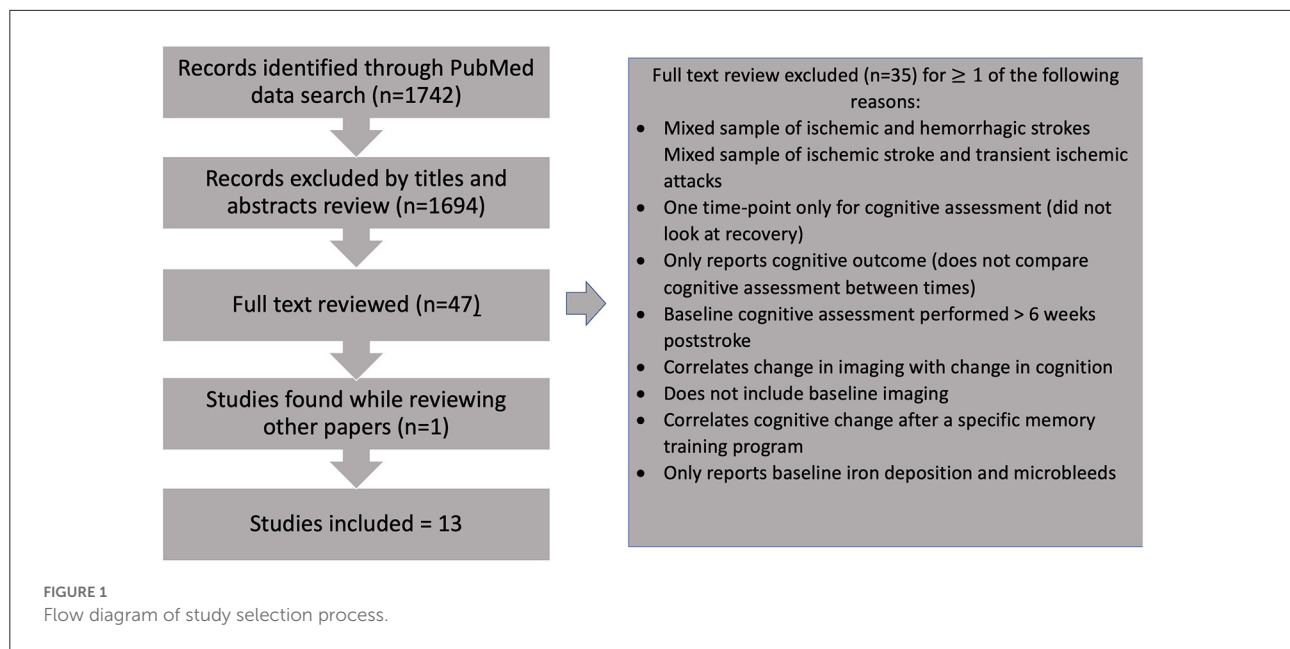 Records identified through PubMed
data search (n=1742)
Records excluded by titles and
abstracts review (n=1694)
Full text reviewed (n=47)
Studies found while reviewing
other papers (n=1)
Studies included = 13
Full text review excluded (n=35) for ≥ 1 of the following
reasons:
• Mixed sample of ischemic and hemorrhagic strokes
Mixed sample of ischemic stroke and transient ischemic
attacks
• One time-point only for cognitive assessment (did not
look at recovery)
• Only reports cognitive outcome (does not compare
cognitive assessment between times)
• Baseline cognitive assessment performed > 6 weeks
poststroke
• Correlates change in imaging with change in cognition
• Does not include baseline imaging
• Correlates cognitive change after a specific memory
training program
• Only reports baseline iron deposition and microbleeds
FIGURE 1
Flow diagram of study selection process.